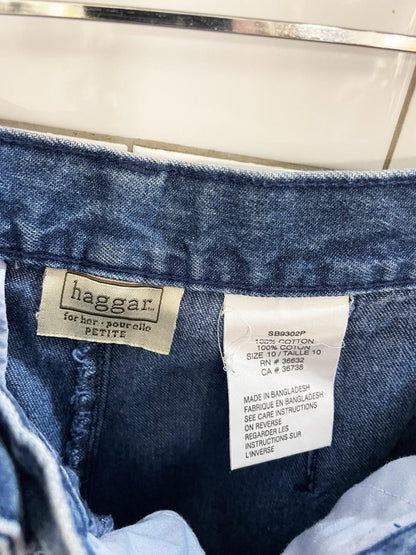 haggar™
for her • pour elle
PETITE
SB9302P
100% COTTON
100% COTON
SIZE 10 / TAILLE 10
RN # 36632
CA # 36738
MADE IN BANGLADESH
FABRIQUE EN BANGLADESH
SEE CARE INSTRUCTIONS
ON REVERSE
REGARDER LES
INSTRUCTIONS SUR
L'INVERSE